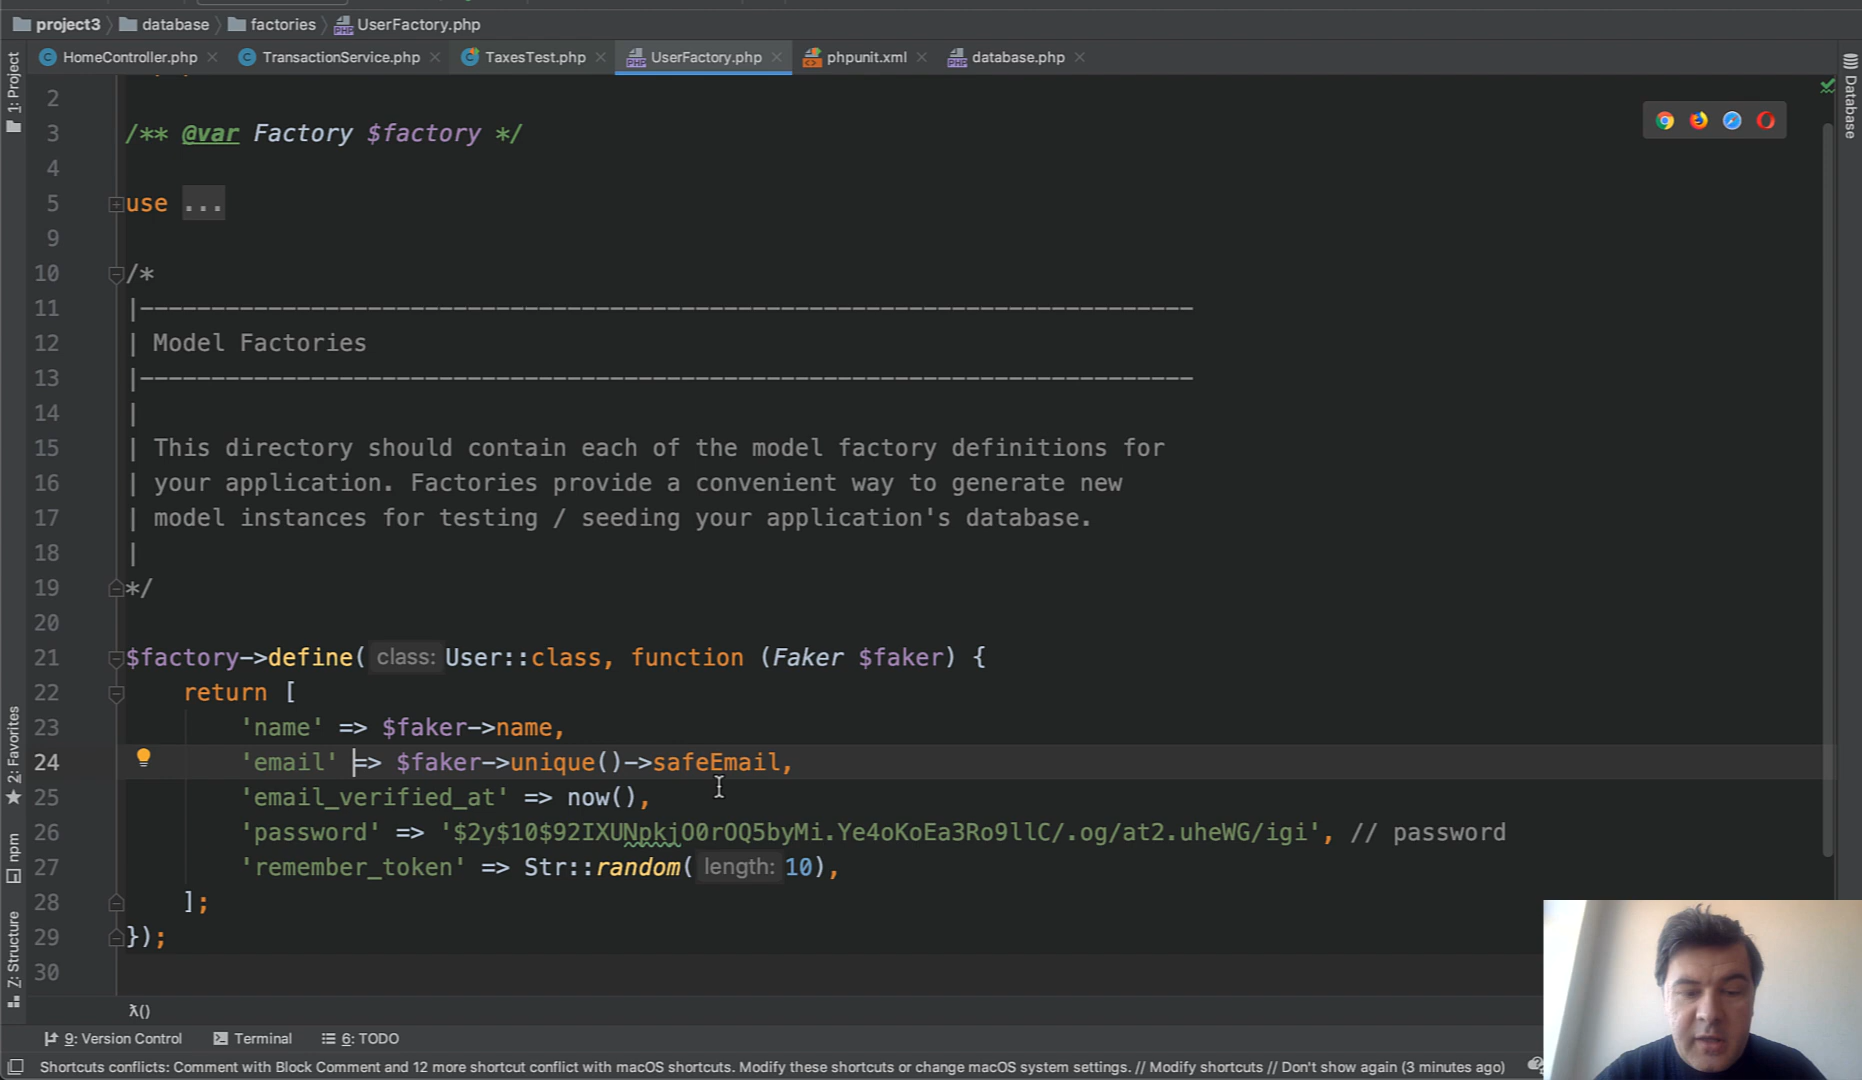 project3 database factories UserFactory.php
HomeController.php TransactionService.php TaxesTest.php UserFactory.php phpunit.xml database.php
1: Project
Database
2
3 /** @var Factory $factory */
4
5 use ...
9
10 /*
11 |--------------------------------------------------------------------------
12 | Model Factories
13 |--------------------------------------------------------------------------
14 |
15 | This directory should contain each of the model factory definitions for
16 | your application. Factories provide a convenient way to generate new
17 | model instances for testing / seeding your application's database.
18 |
19 */
20
21 $factory->define( class: User::class, function (Faker $faker) {
22 return [
23 'name' => $faker->name,
24 'email' => $faker->unique()->safeEmail,
25 'email_verified_at' => now(),
26 'password' => '$2y$10$92IXUNpkjO0rOQ5byMi.Ye4oKoEa3Ro9llC/.og/at2.uheWG/igi', // password
27 'remember_token' => Str::random( length: 10),
28 ];
29 });
30
2: Favorites
npm
Z: Structure
λ()
9: Version Control Terminal 6: TODO
Shortcuts conflicts: Comment with Block Comment and 12 more shortcut conflict with macOS shortcuts. Modify these shortcuts or change macOS system settings. // Modify shortcuts // Don't show again (3 minutes ago)